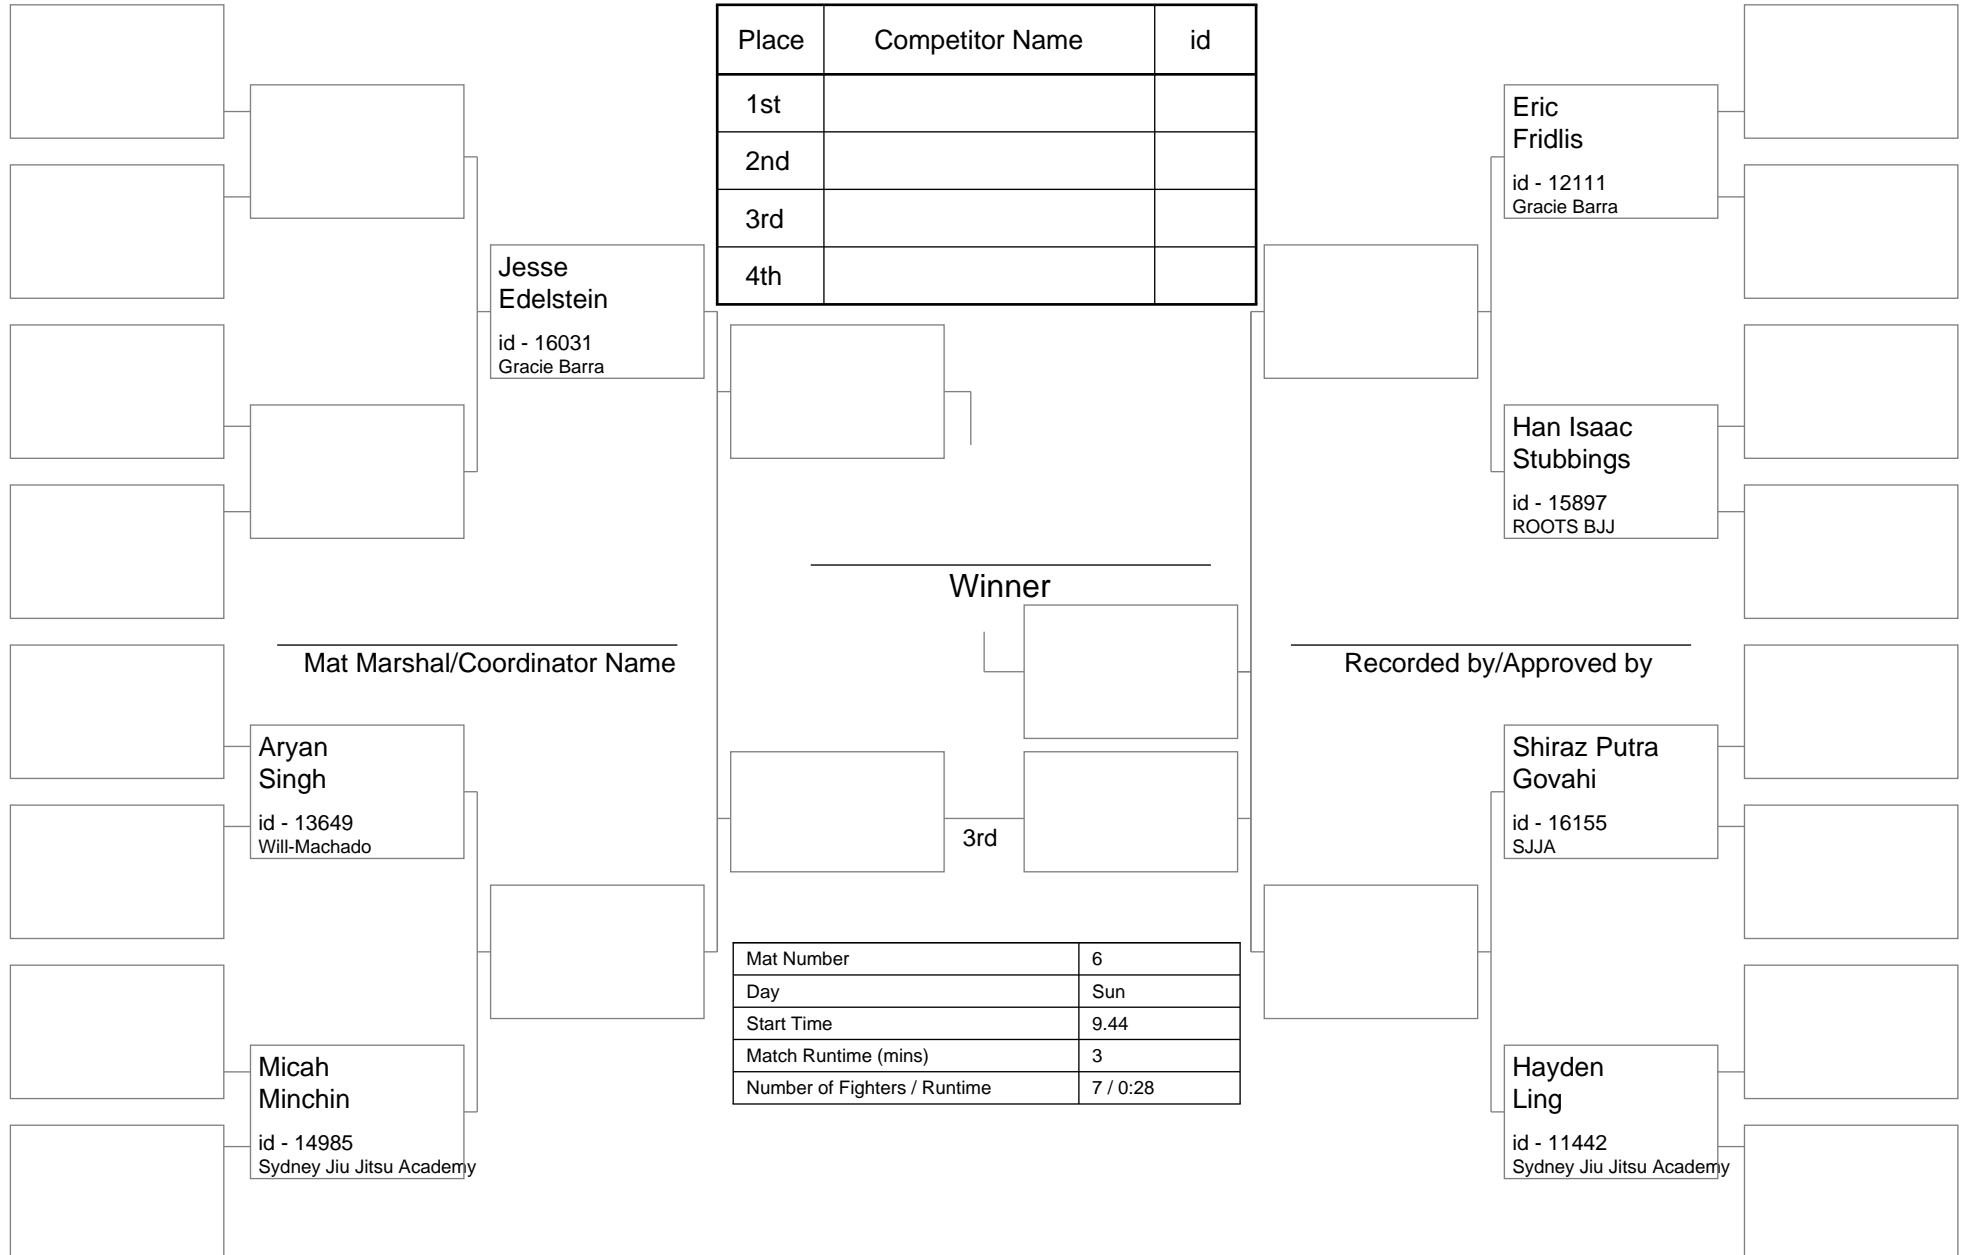 Place Competitor Name id
1st
2nd
3rd
4th
Jesse
Edelstein
id - 16031
Gracie Barra
Eric
Fridlis
id - 12111
Gracie Barra
Han Isaac
Stubbings
id - 15897
ROOTS BJJ
Winner
Mat Marshal/Coordinator Name
Recorded by/Approved by
Aryan
Singh
id - 13649
Will-Machado
3rd
Shiraz Putra
Govahi
id - 16155
SJJA
Micah
Minchin
id - 14985
Sydney Jiu Jitsu Academy
Mat Number 6
Day Sun
Start Time 9.44
Match Runtime (mins) 3
Number of Fighters / Runtime 7 / 0:28
Hayden
Ling
id - 11442
Sydney Jiu Jitsu Academy